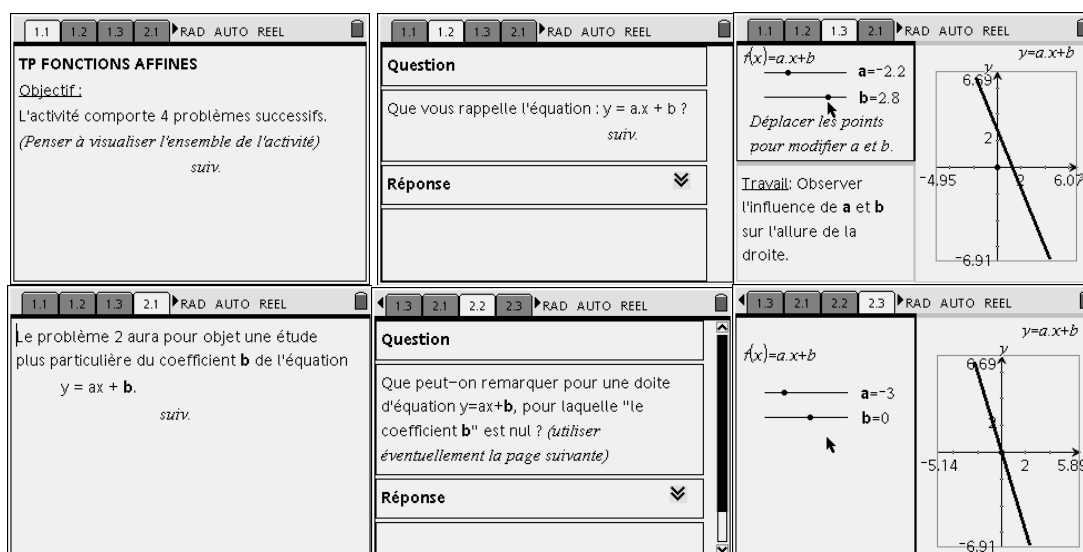 1.1 1.2 1.3 2.1 RAD AUTO REEL
TP FONCTIONS AFFINES
Objectif :
L'activité comporte 4 problèmes successifs.
(Penser à visualiser l'ensemble de l'activité)
suiv.
1.1 1.2 1.3 2.1 RAD AUTO REEL
Question
Que vous rappelle l'équation : y = a.x + b ?
suiv.
Réponse
1.1 1.2 1.3 2.1 RAD AUTO REEL
f(x)=a.x+b
a=-2.2
b=2.8
Déplacer les points
pour modifier a et b.
Travail: Observer
l'influence de a et b
sur l'allure de la
droite.
y=a.x+b
y
6.69
2
-4.95 2 6.07
-6.91
1.1 1.2 1.3 2.1 RAD AUTO REEL
Le problème 2 aura pour objet une étude
plus particulière du coefficient b de l'équation
y = ax + b.
suiv.
1.3 2.1 2.2 2.3 RAD AUTO REEL
Question
Que peut-on remarquer pour une doite
d'équation y=ax+b, pour laquelle "le
coefficient b" est nul ? (utiliser
éventuellement la page suivante)
Réponse
1.3 2.1 2.2 2.3 RAD AUTO REEL
f(x)=a.x+b
a=-3
b=0
y=a.x+b
y
6.69
2
-5.14 2 5.89
-6.91